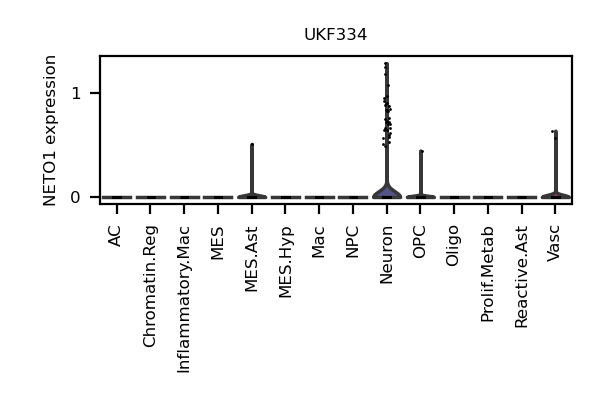 UKF334
NETO1 expression
1
0
AC
Chromatin.Reg
Inflammatory.Mac
MES
MES.Ast
MES.Hyp
Mac
NPC
Neuron
OPC
Oligo
Prolif.Metab
Reactive.Ast
Vasc